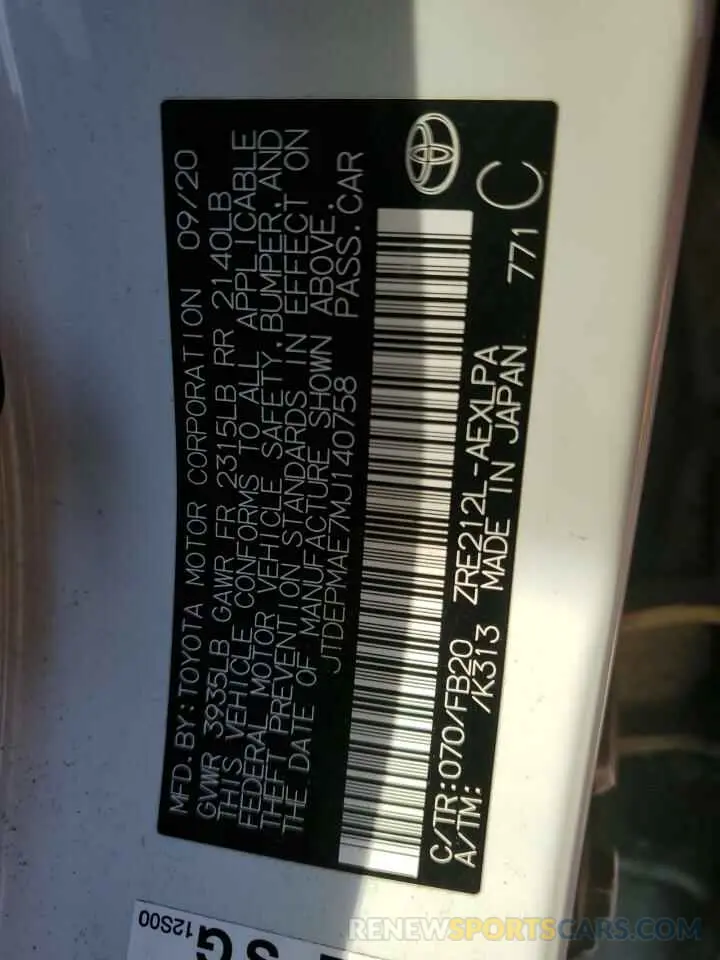 MFD. BY: TOYOTA MOTOR CORPORATION 09/20
GVWR 3935LB GAWR FR 2315LB RR 2140LB
THIS VEHICLE CONFORMS TO ALL APPLICABLE
FEDERAL MOTOR VEHICLE SAFETY, BUMPER, AND
THEFT PREVENTION STANDARDS IN EFFECT ON
THE DATE OF MANUFACTURE SHOWN ABOVE.
JTDEPMAE7MJ140758 PASS. CAR
C/TR: 070/FB20 ZRE212L-AEXLPA 771 C
A/TM: /K313 MADE IN JAPAN
12S00
SG
RENEWSPORTSCARS.COM